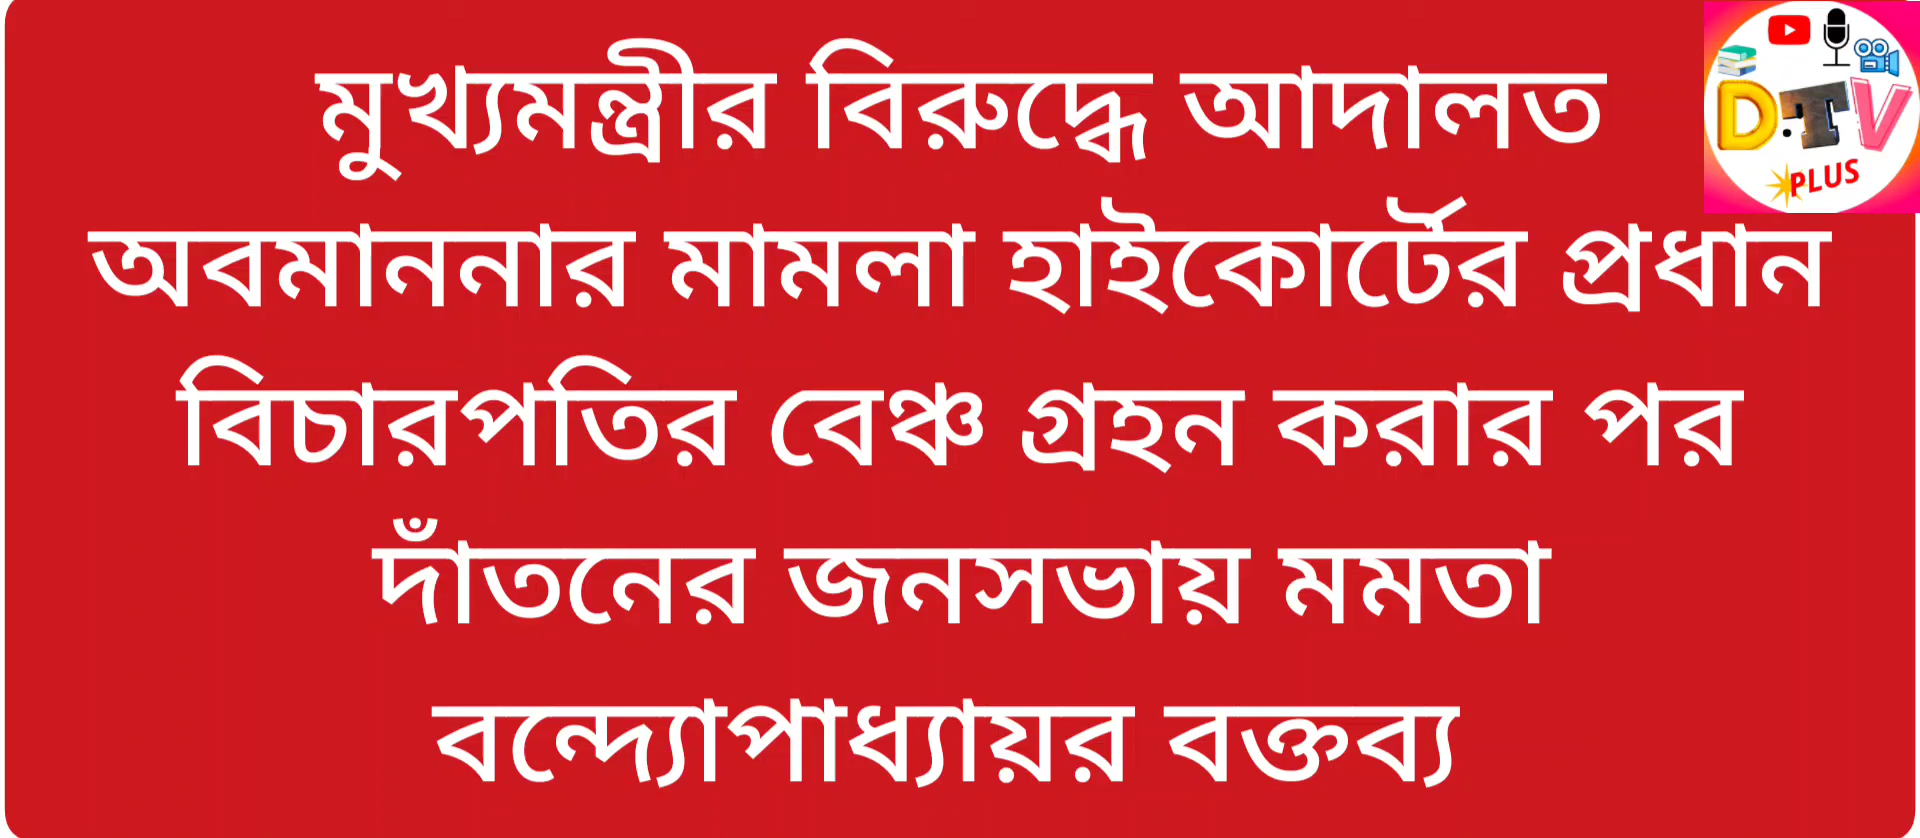 মুখ্যমন্ত্রীর বিরুদ্ধে আদালত
অবমাননার মামলা হাইকোর্টের প্রধান
বিচারপতির বেঞ্চ গ্রহন করার পর
দাঁতনের জনসভায় মমতা
বন্দ্যোপাধ্যায়র বক্তব্য
D.TV
PLUS